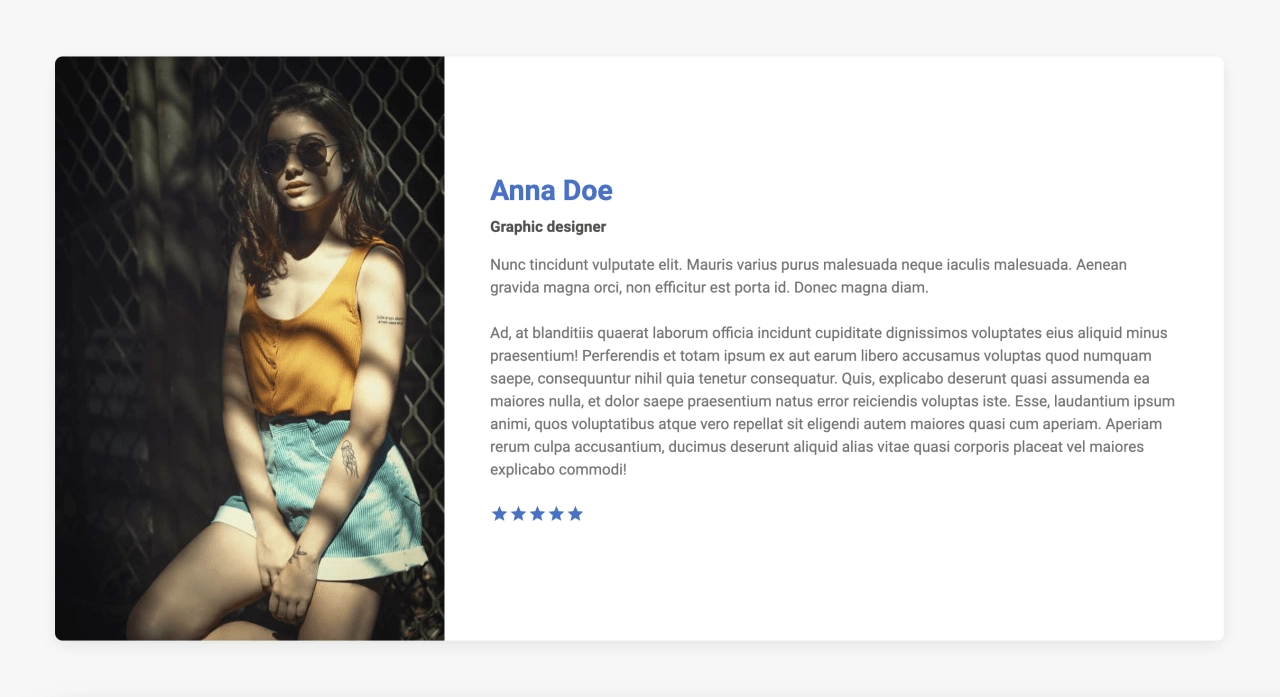 Anna Doe
Graphic designer
Nunc tincidunt vulputate elit. Mauris varius purus malesuada neque iaculis malesuada. Aenean
gravida magna orci, non efficitur est porta id. Donec magna diam.
Ad, at blanditiis quaerat laborum officia incidunt cupiditate dignissimos voluptates eius aliquid minus
praesentium! Perferendis et totam ipsum ex aut earum libero accusamus voluptas quod numquam
saepe, consequuntur nihil quia tenetur consequatur. Quis, explicabo deserunt quasi assumenda ea
maiores nulla, et dolor saepe praesentium natus error reiciendis voluptas iste. Esse, laudantium ipsum
animi, quos voluptatibus atque vero repellat sit eligendi autem maiores quasi cum aperiam. Aperiam
rerum culpa accusantium, ducimus deserunt aliquid alias vitae quasi corporis placeat vel maiores
explicabo commodi!